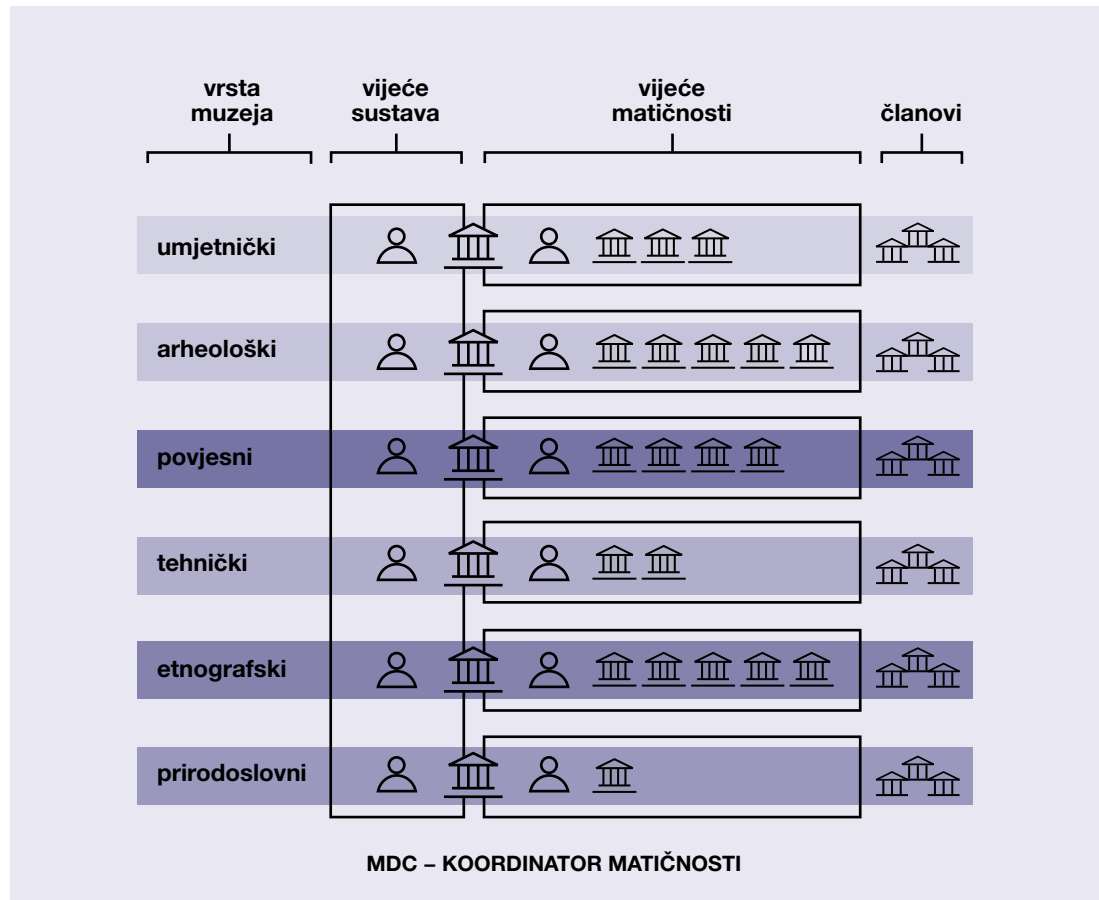 vrsta
muzeja
vijeće
sustava
vijeće
matičnosti
članovi
umjetnički
arheološki
povjesni
tehnički
etnografski
prirodoslovni
MDC – KOORDINATOR MATIČNOSTI